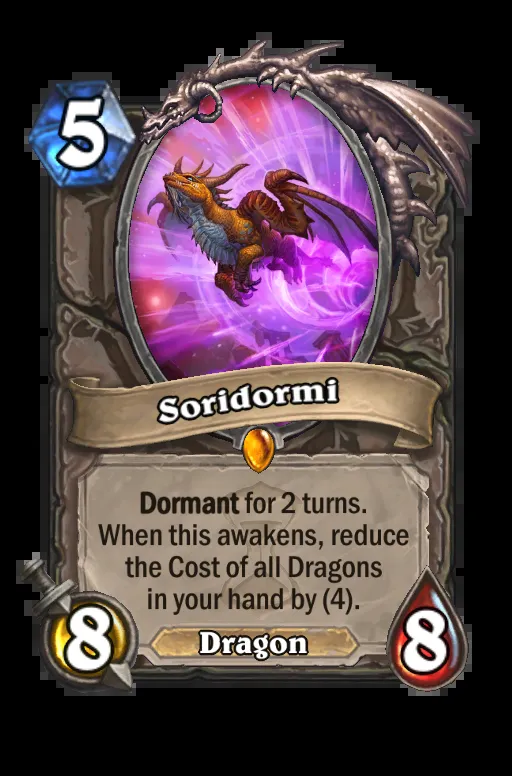 5
Soridormi
Dormant for 2 turns.
When this awakens, reduce
the Cost of all Dragons
in your hand by (4).
8
Dragon
8